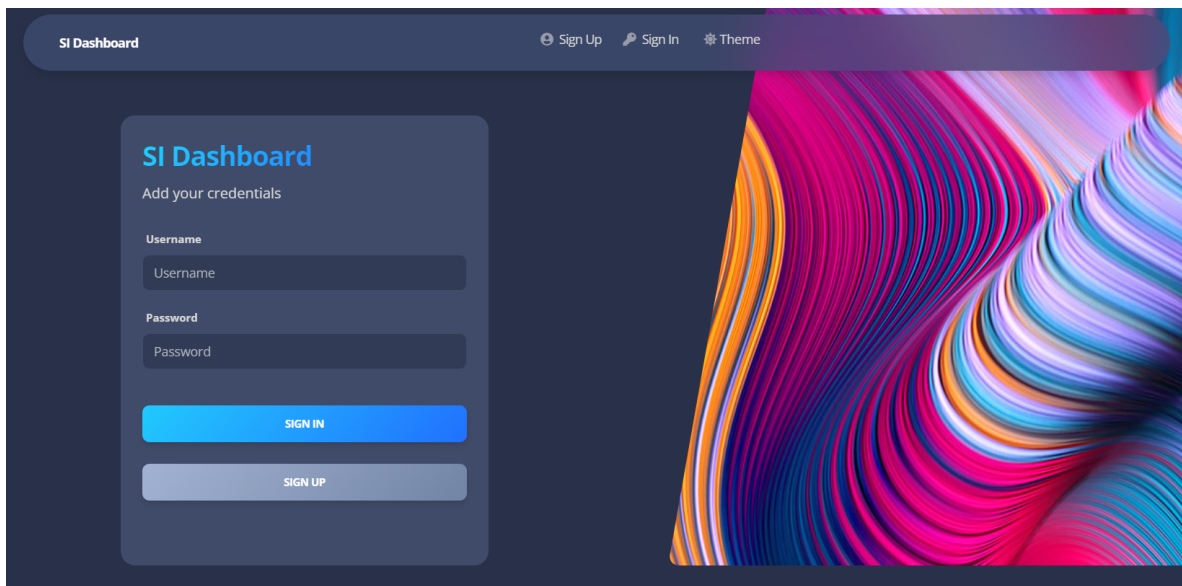 SI Dashboard
Sign Up Sign In Theme
SI Dashboard
Add your credentials
Username
Username
Password
Password
SIGN IN
SIGN UP